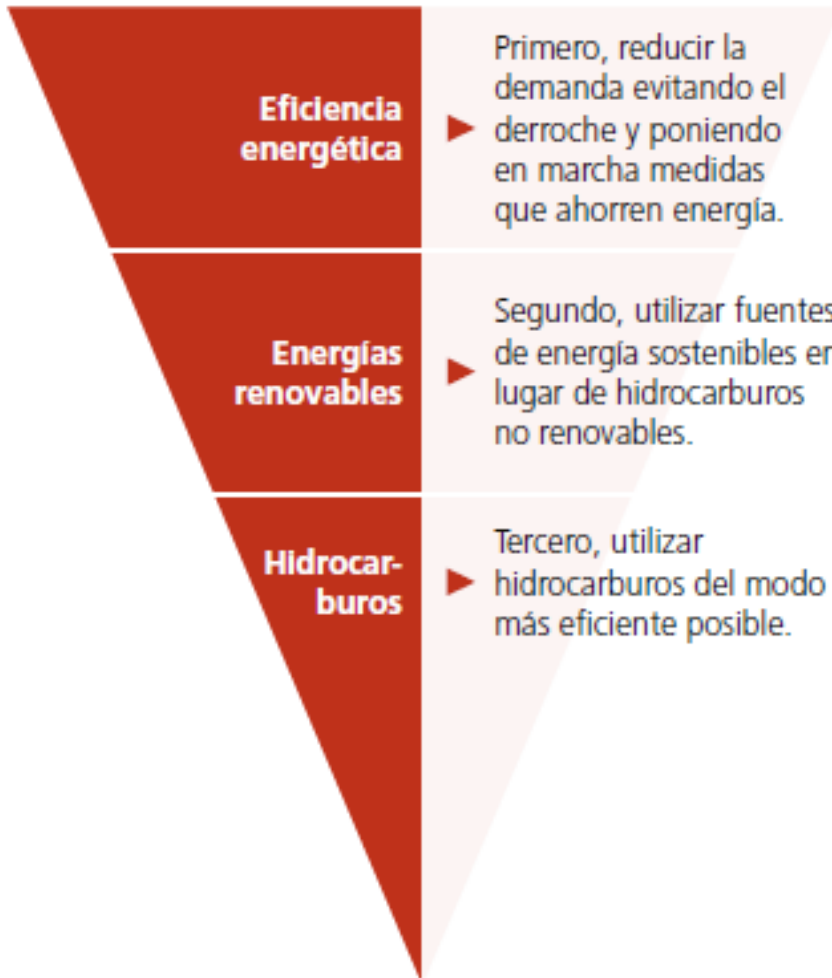 Eficiencia
energética
Primero, reducir la
demanda evitando el
derroche y poniendo
en marcha medidas
que ahorren energía.
Energías
renovables
Segundo, utilizar fuentes
de energía sostenibles en
lugar de hidrocarburos
no renovables.
Hidrocar-
buros
Tercero, utilizar
hidrocarburos del modo
más eficiente posible.